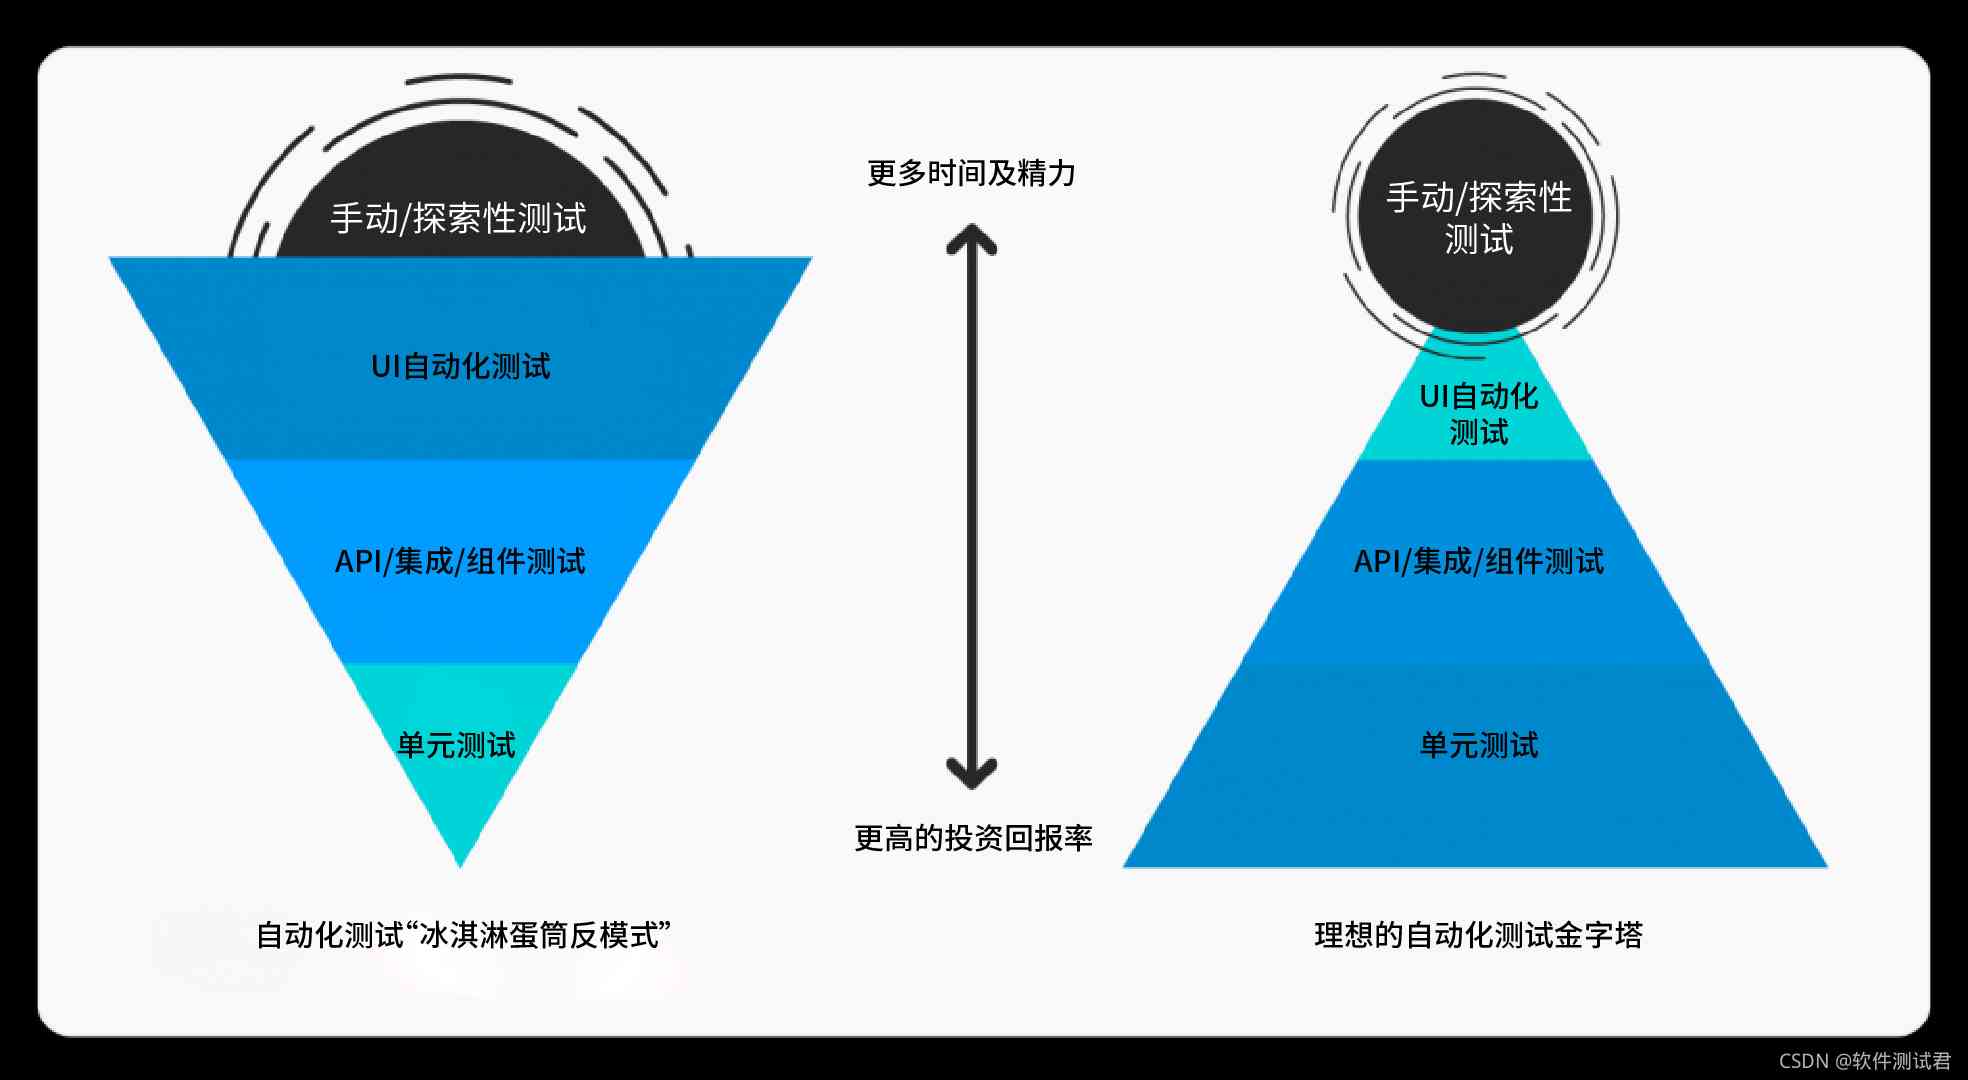 手动/探索性测试
UI自动化测试
API/集成/组件测试
单元测试
自动化测试“冰淇淋蛋筒反模式”
更多时间及精力
更高的投资回报率
手动/探索性
测试
UI自动化
测试
API/集成/组件测试
单元测试
理想的自动化测试金字塔
CSDN @软件测试君